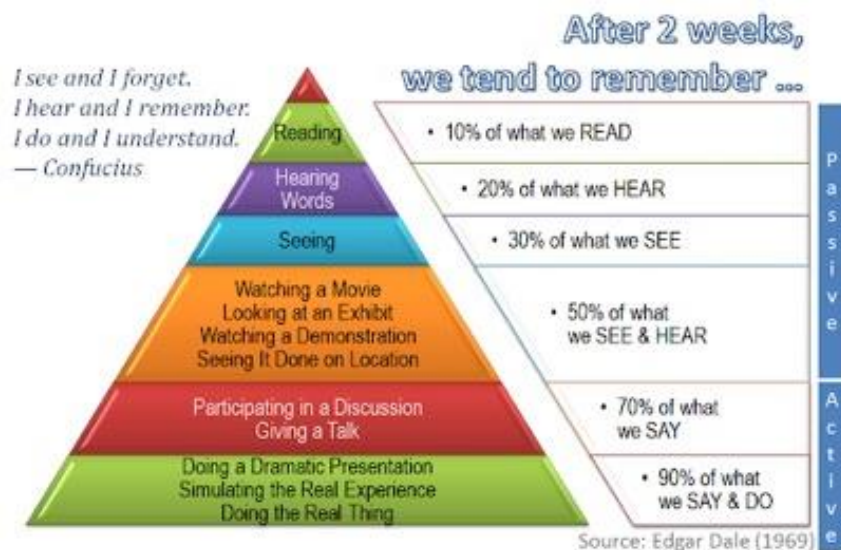 After 2 weeks,
we tend to remember ...
I see and I forget.
I hear and I remember.
I do and I understand.
— Confucius
Reading
• 10% of what we READ
Hearing
Words
• 20% of what we HEAR
Seeing
• 30% of what we SEE
Watching a Movie
Looking at an Exhibit
Watching a Demonstration
Seeing It Done on Location
• 50% of what
we SEE & HEAR
Participating in a Discussion
Giving a Talk
• 70% of what
we SAY
Doing a Dramatic Presentation
Simulating the Real Experience
Doing the Real Thing
• 90% of what
we SAY & DO
Passive
Active
Source: Edgar Dale (1969)